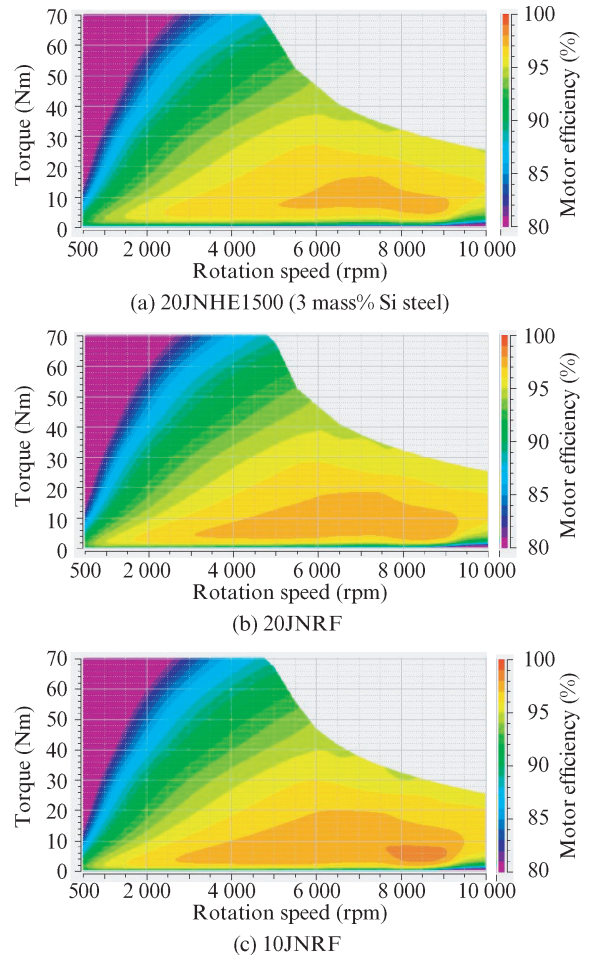 70
60
50
40
30
20
10
0
Torque (Nm)
500 2 000 4 000 6 000 8 000 10 000
Rotation speed (rpm)
100
95
90
85
80
Motor efficiency (%)
(a) 20JNHE1500 (3 mass% Si steel)
70
60
50
40
30
20
10
0
Torque (Nm)
500 2 000 4 000 6 000 8 000 10 000
Rotation speed (rpm)
100
95
90
85
80
Motor efficiency (%)
(b) 20JNRF
70
60
50
40
30
20
10
0
Torque (Nm)
500 2 000 4 000 6 000 8 000 10 000
Rotation speed (rpm)
100
95
90
85
80
Motor efficiency (%)
(c) 10JNRF